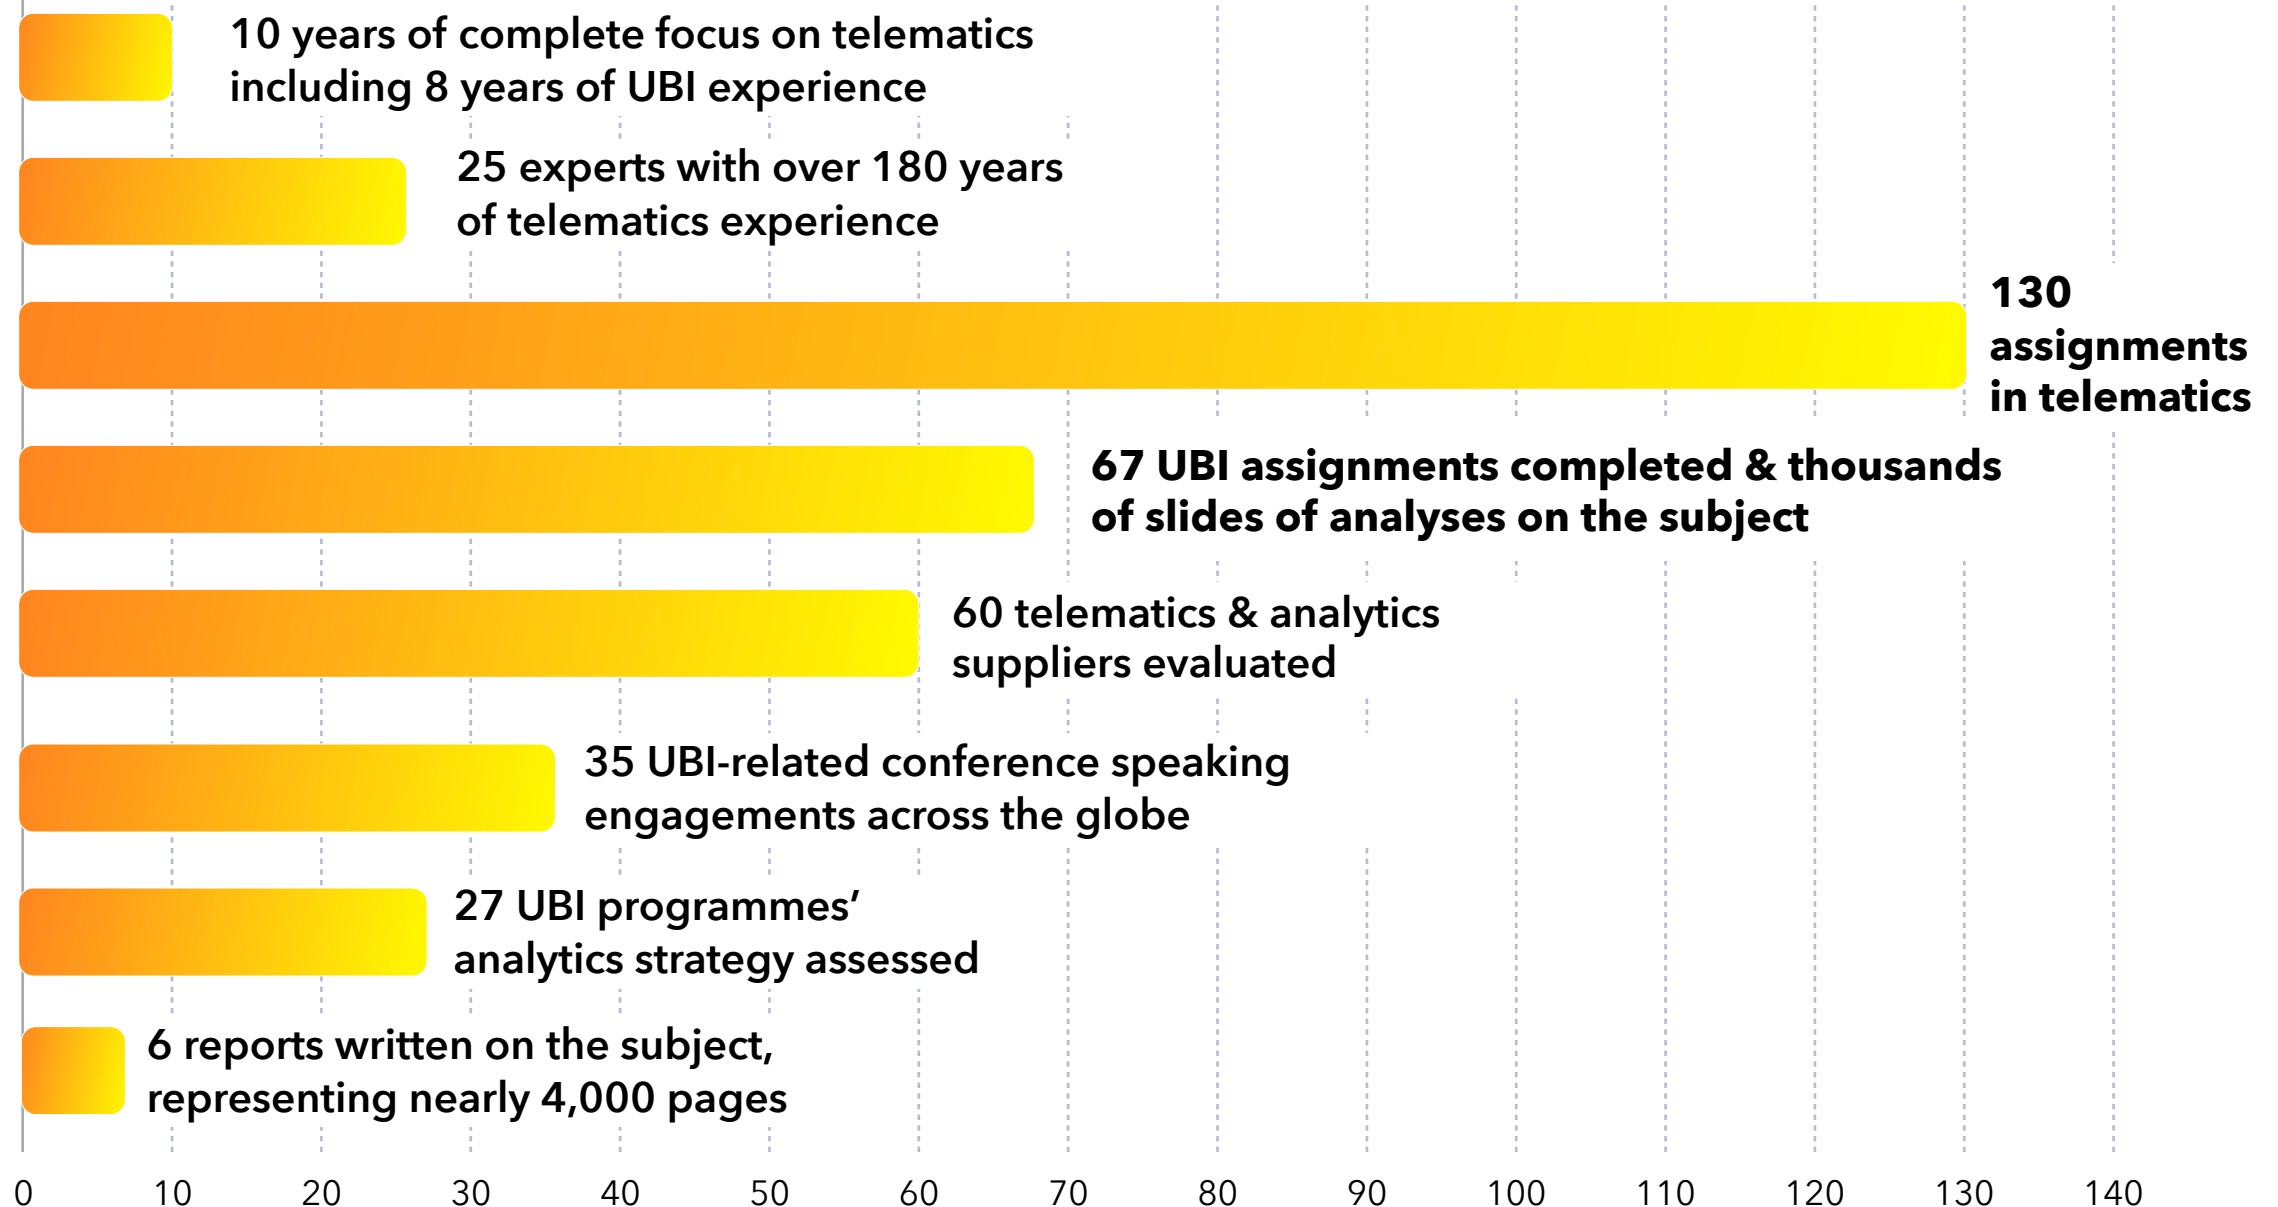 10 years of complete focus on telematics
including 8 years of UBI experience
25 experts with over 180 years
of telematics experience
130
assignments
in telematics
67 UBI assignments completed & thousands
of slides of analyses on the subject
60 telematics & analytics
suppliers evaluated
35 UBI-related conference speaking
engagements across the globe
27 UBI programmes’
analytics strategy assessed
6 reports written on the subject,
representing nearly 4,000 pages
0 10 20 30 40 50 60 70 80 90 100 110 120 130 140